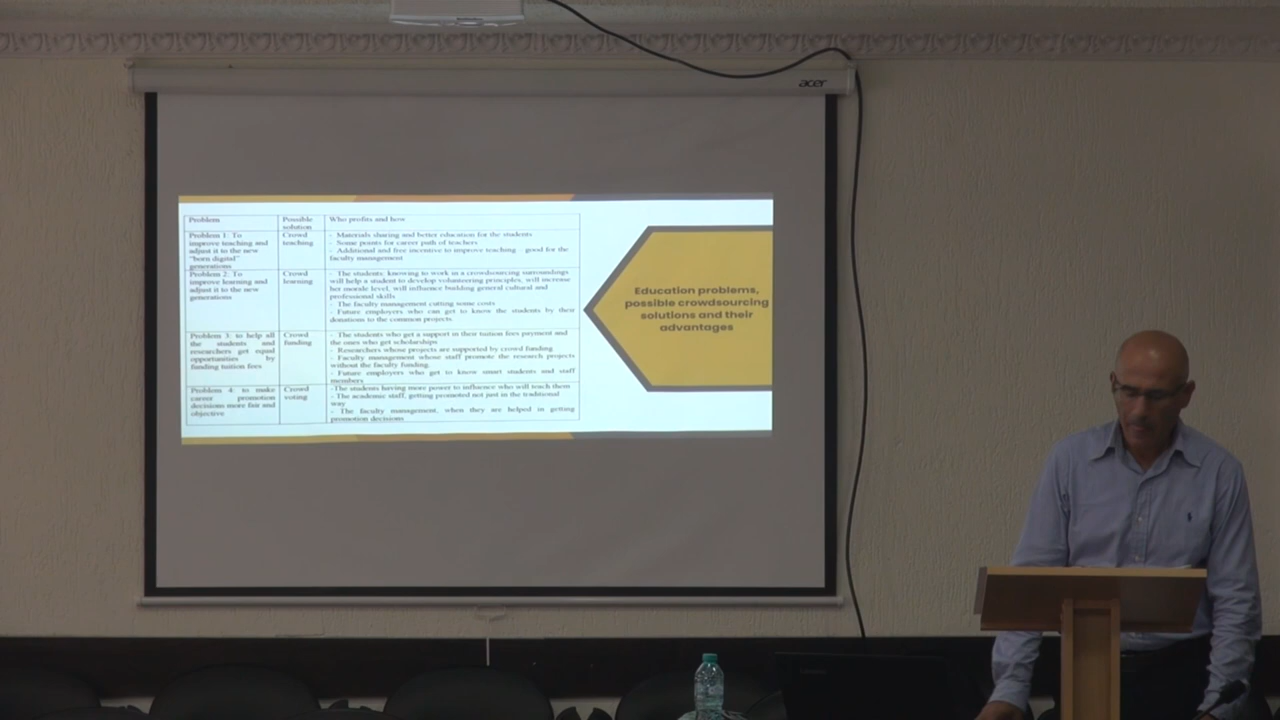 acer
Problem
Possible
solution
Who profits and how
Problem 1: To
improve teaching and
adjust it to the new
"born digital"
generations
Crowd
teaching
- Materials sharing and better education for the students
- Some points for career path of teachers
- Additional and free incentive to improve teaching good for the
faculty management
Problem 2: To
improve learning and
adjust it to the new
generations
Crowd
learning
- The students: knowing to work in a crowdsourcing surroundings
will help a student to develop volunteering principles, will increase
her morale level, will influence building general cultural and
professional skills
- The faculty management cutting some costs
- Future employers who can get to know the students by their
donations to the common projects.
Problem 3: to help all
the students and
researchers get equal
opportunities by
funding tuition fees
Crowd
funding
- The students who get a support in their tuition fees payment and
the ones who get scholarships
- Researchers whose projects are supported by crowd funding
- Faculty management whose staff promote the research projects
without the faculty funding,
- Future employers who get to know smart students and staff
members
Problem 4: to make
career promotion
decisions more fair and
objective
Crowd
voting
-The students having more power to influence who will teach them
- The academic staff, getting promoted not just in the traditional
way
- The faculty management, when they are helped in getting
promotion decisions
Education problems,
possible crowdsourcing
solutions and their
advantages